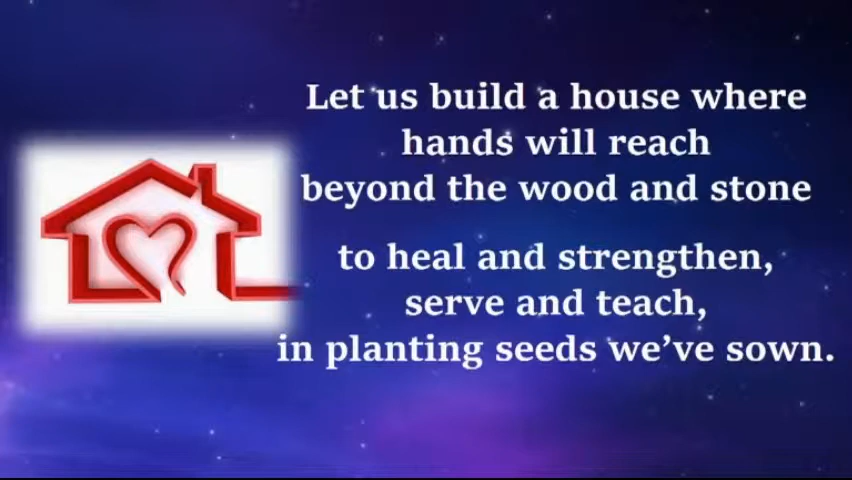 Let us build a house where
hands will reach
beyond the wood and stone
to heal and strengthen,
serve and teach,
in planting seeds we’ve sown.